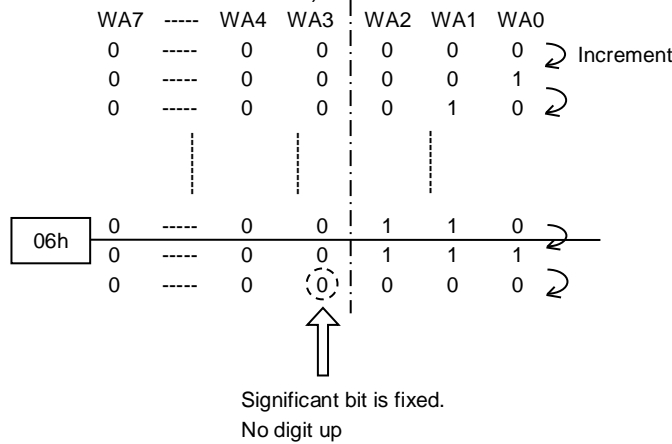 WA7 ----- WA4 WA3 WA2 WA1 WA0
0 ----- 0 0 0 0 0 Increment
0 ----- 0 0 0 0 1
0 ----- 0 0 0 1 0
06h
0 ----- 0 0 1 1 0
0 ----- 0 0 1 1 1
0 ----- 0 0 0 0 0
Significant bit is fixed.
No digit up